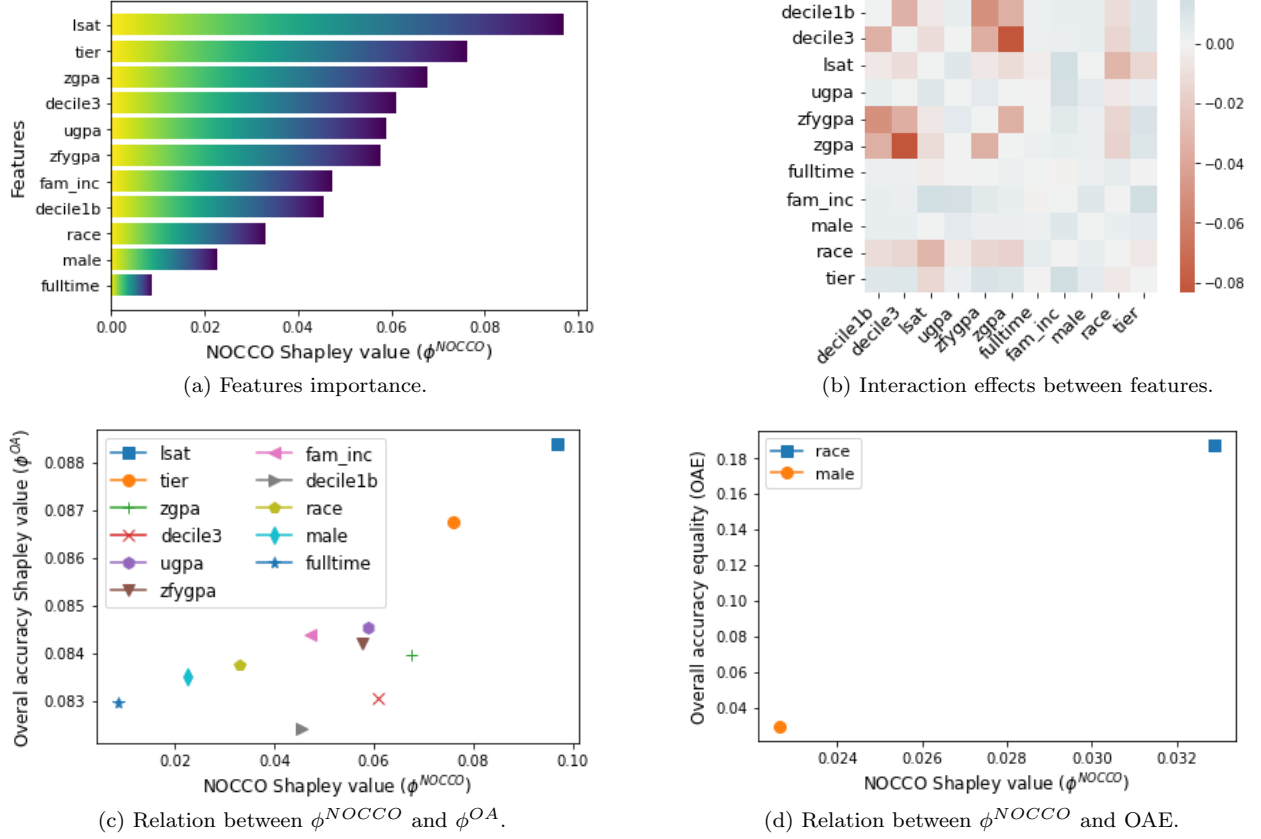 Features
lsat
tier
zgpa
decile3
ugpa
zfygpa
fam_inc
decile1b
race
male
fulltime
0.00 0.02 0.04 0.06 0.08 0.10
NOCCO Shapley value (ϕ^NOCCO)
(a) Features importance.
decile1b
decile3
lsat
ugpa
zfygpa
zgpa
fulltime
fam_inc
male
race
tier
decile1b decile3 lsat ugpa zfygpa zgpa fulltime fam_inc male race tier
0.00
−0.02
−0.04
−0.06
−0.08
(b) Interaction effects between features.
Overall accuracy Shapley value (ϕ^OA)
0.088
0.087
0.086
0.085
0.084
0.083
lsat
tier
zgpa
decile3
ugpa
zfygpa
fam_inc
decile1b
race
male
fulltime
0.02 0.04 0.06 0.08 0.10
NOCCO Shapley value (ϕ^NOCCO)
(c) Relation between ϕ^NOCCO and ϕ^OA.
Overall accuracy equality (OAE)
0.18
0.16
0.14
0.12
0.10
0.08
0.06
0.04
race
male
0.024 0.026 0.028 0.030 0.032
NOCCO Shapley value (ϕ^NOCCO)
(d) Relation between ϕ^NOCCO and OAE.